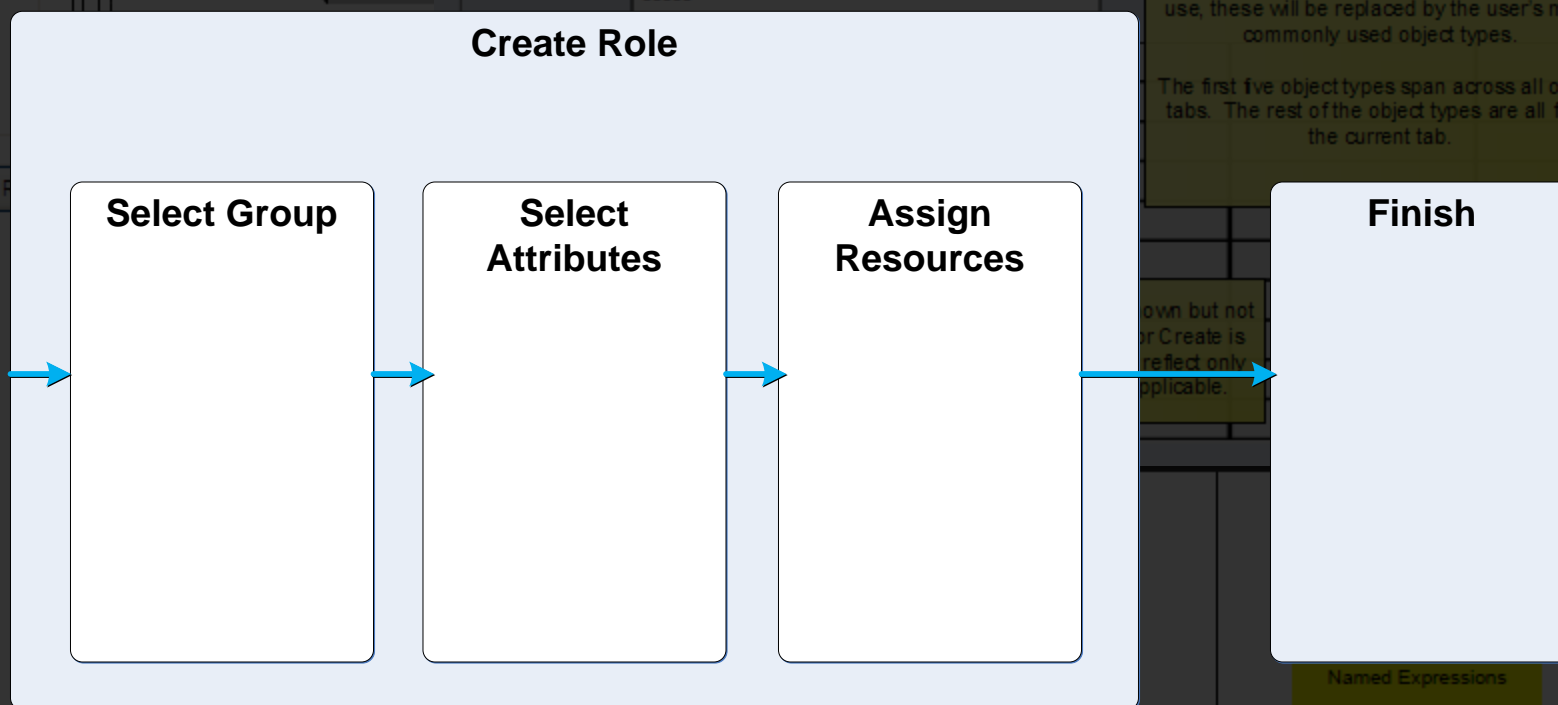 use, these will be replaced by the user's
commonly used object types.
The first five object types span across all
tabs. The rest of the object types are all
the current tab.
Create Role
Select Group
Select
Attributes
Assign
Resources
Finish
own but not
or Create is
reflect only
pplicable.
Named Expressions